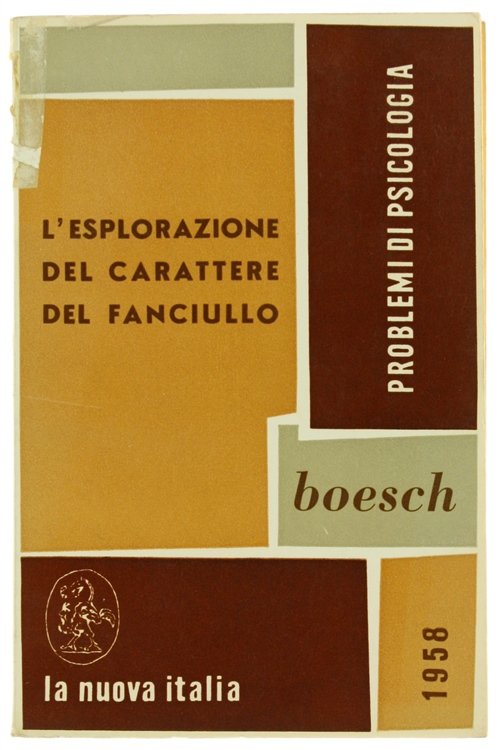 L'ESPLORAZIONE
DEL CARATTERE
DEL FANCIULLO
PROBLEMI DI PSICOLOGIA
boesch
la nuova italia
1958